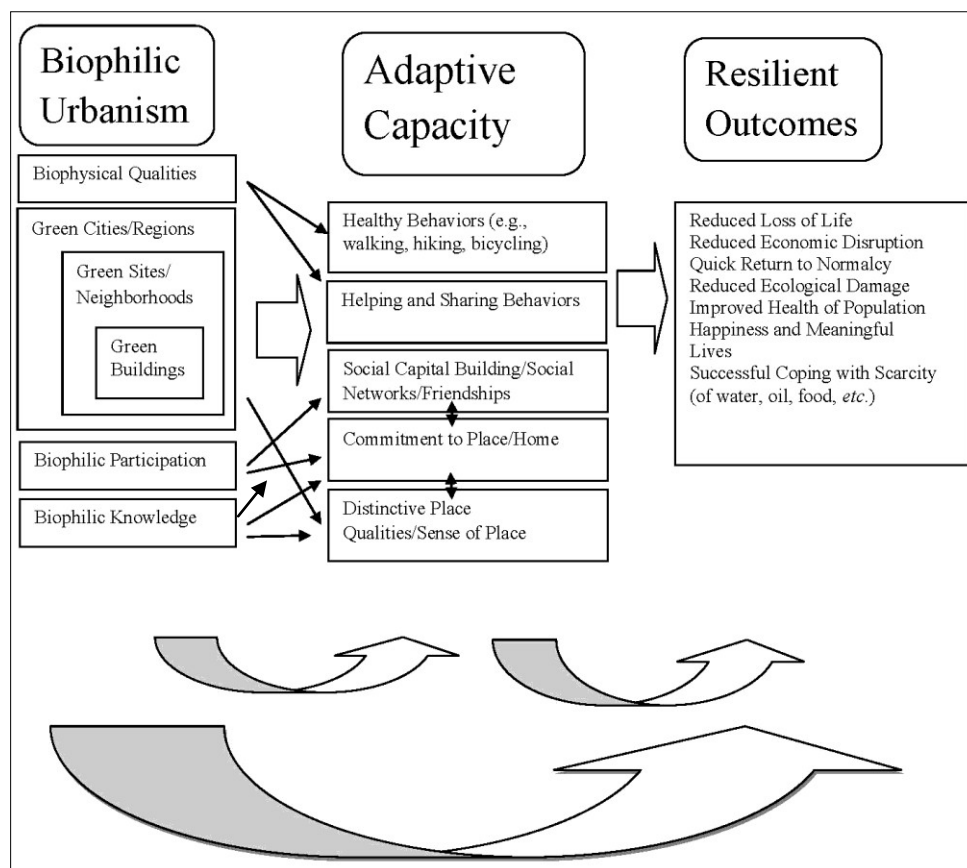 Biophilic
Urbanism
Adaptive
Capacity
Resilient
Outcomes
Biophysical Qualities
Green Cities/Regions
Green Sites/
Neighborhoods
Green
Buildings
Biophilic Participation
Biophilic Knowledge
Healthy Behaviors (e.g.,
walking, hiking, bicycling)
Helping and Sharing Behaviors
Social Capital Building/Social
Networks/Friendships
Commitment to Place/Home
Distinctive Place
Qualities/Sense of Place
Reduced Loss of Life
Reduced Economic Disruption
Quick Return to Normalcy
Reduced Ecological Damage
Improved Health of Population
Happiness and Meaningful
Lives
Successful Coping with Scarcity
(of water, oil, food, etc.)